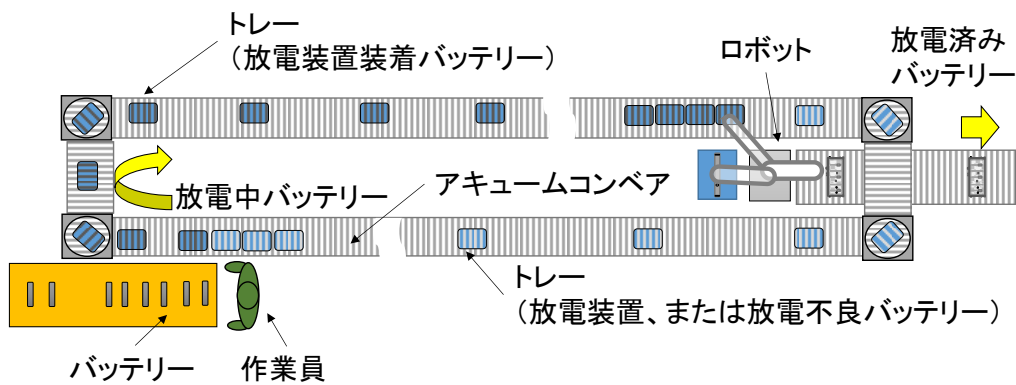 トレー
（放電装置装着バッテリー）
ロボット
放電済み
バッテリー
放電中バッテリー
アキュームコンベア
トレー
（放電装置、または放電不良バッテリー）
バッテリー
作業員